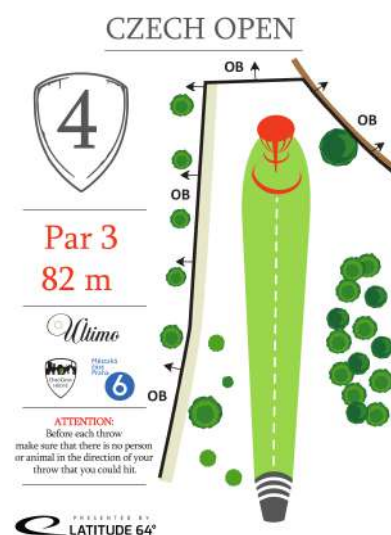 CZECH OPEN
4
OB
OB
OB
OB
Par 3
82 m
Ultimo
Městská
část
Praha
6
ATTENTION:
Before each throw
make sure that there is no person
or animal in the direction of your
throw that you could hit.
PRESENTED BY
LATITUDE 64°